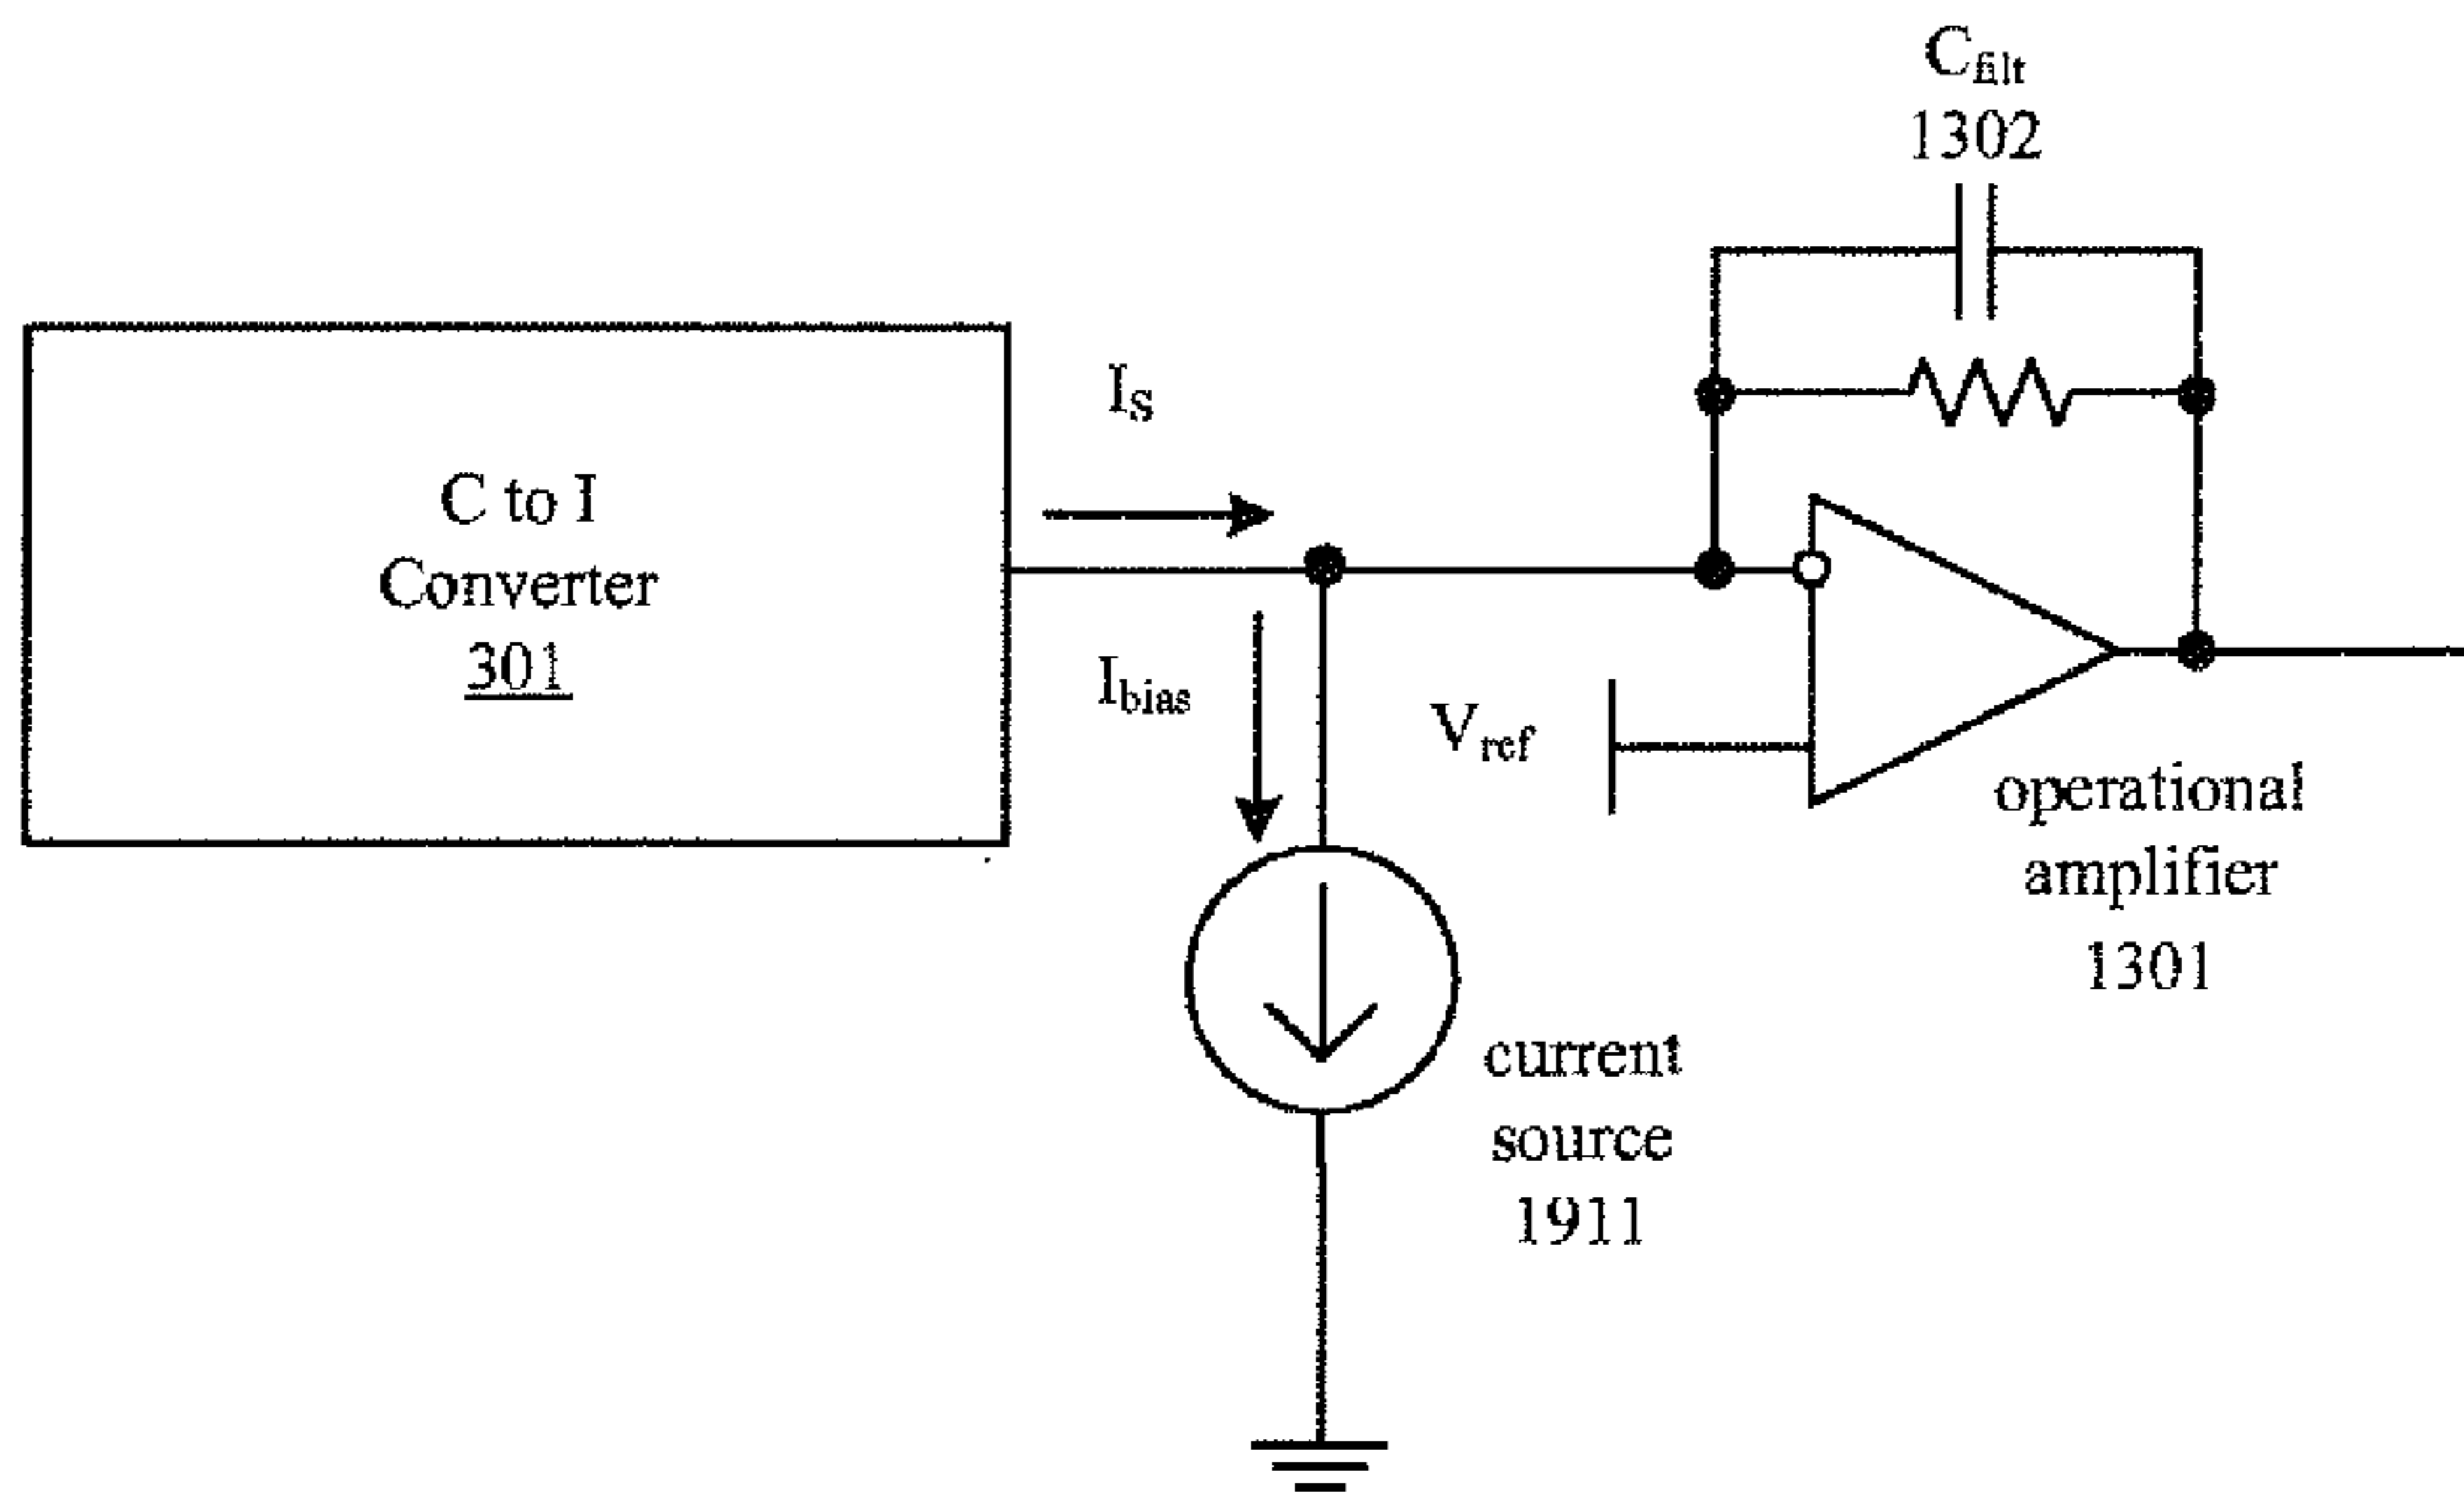 C_filt
1302
I_S
C to I
Converter
301
I_bias
V_ref
operational
amplifier
1301
current
source
1911